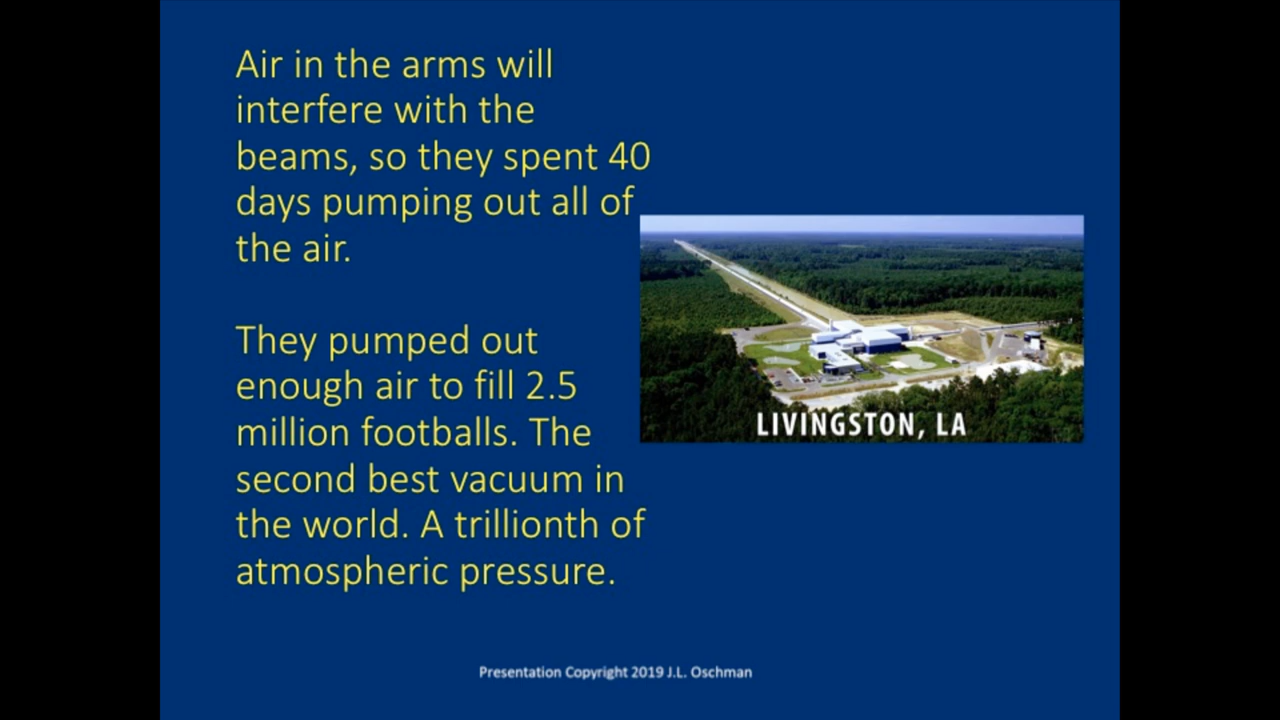 Air in the arms will
interfere with the
beams, so they spent 40
days pumping out all of
the air.
They pumped out
enough air to fill 2.5
million footballs. The
second best vacuum in
the world. A trillionth of
atmospheric pressure.
LIVINGSTON, LA
Presentation Copyright 2019 J.L. Oschman